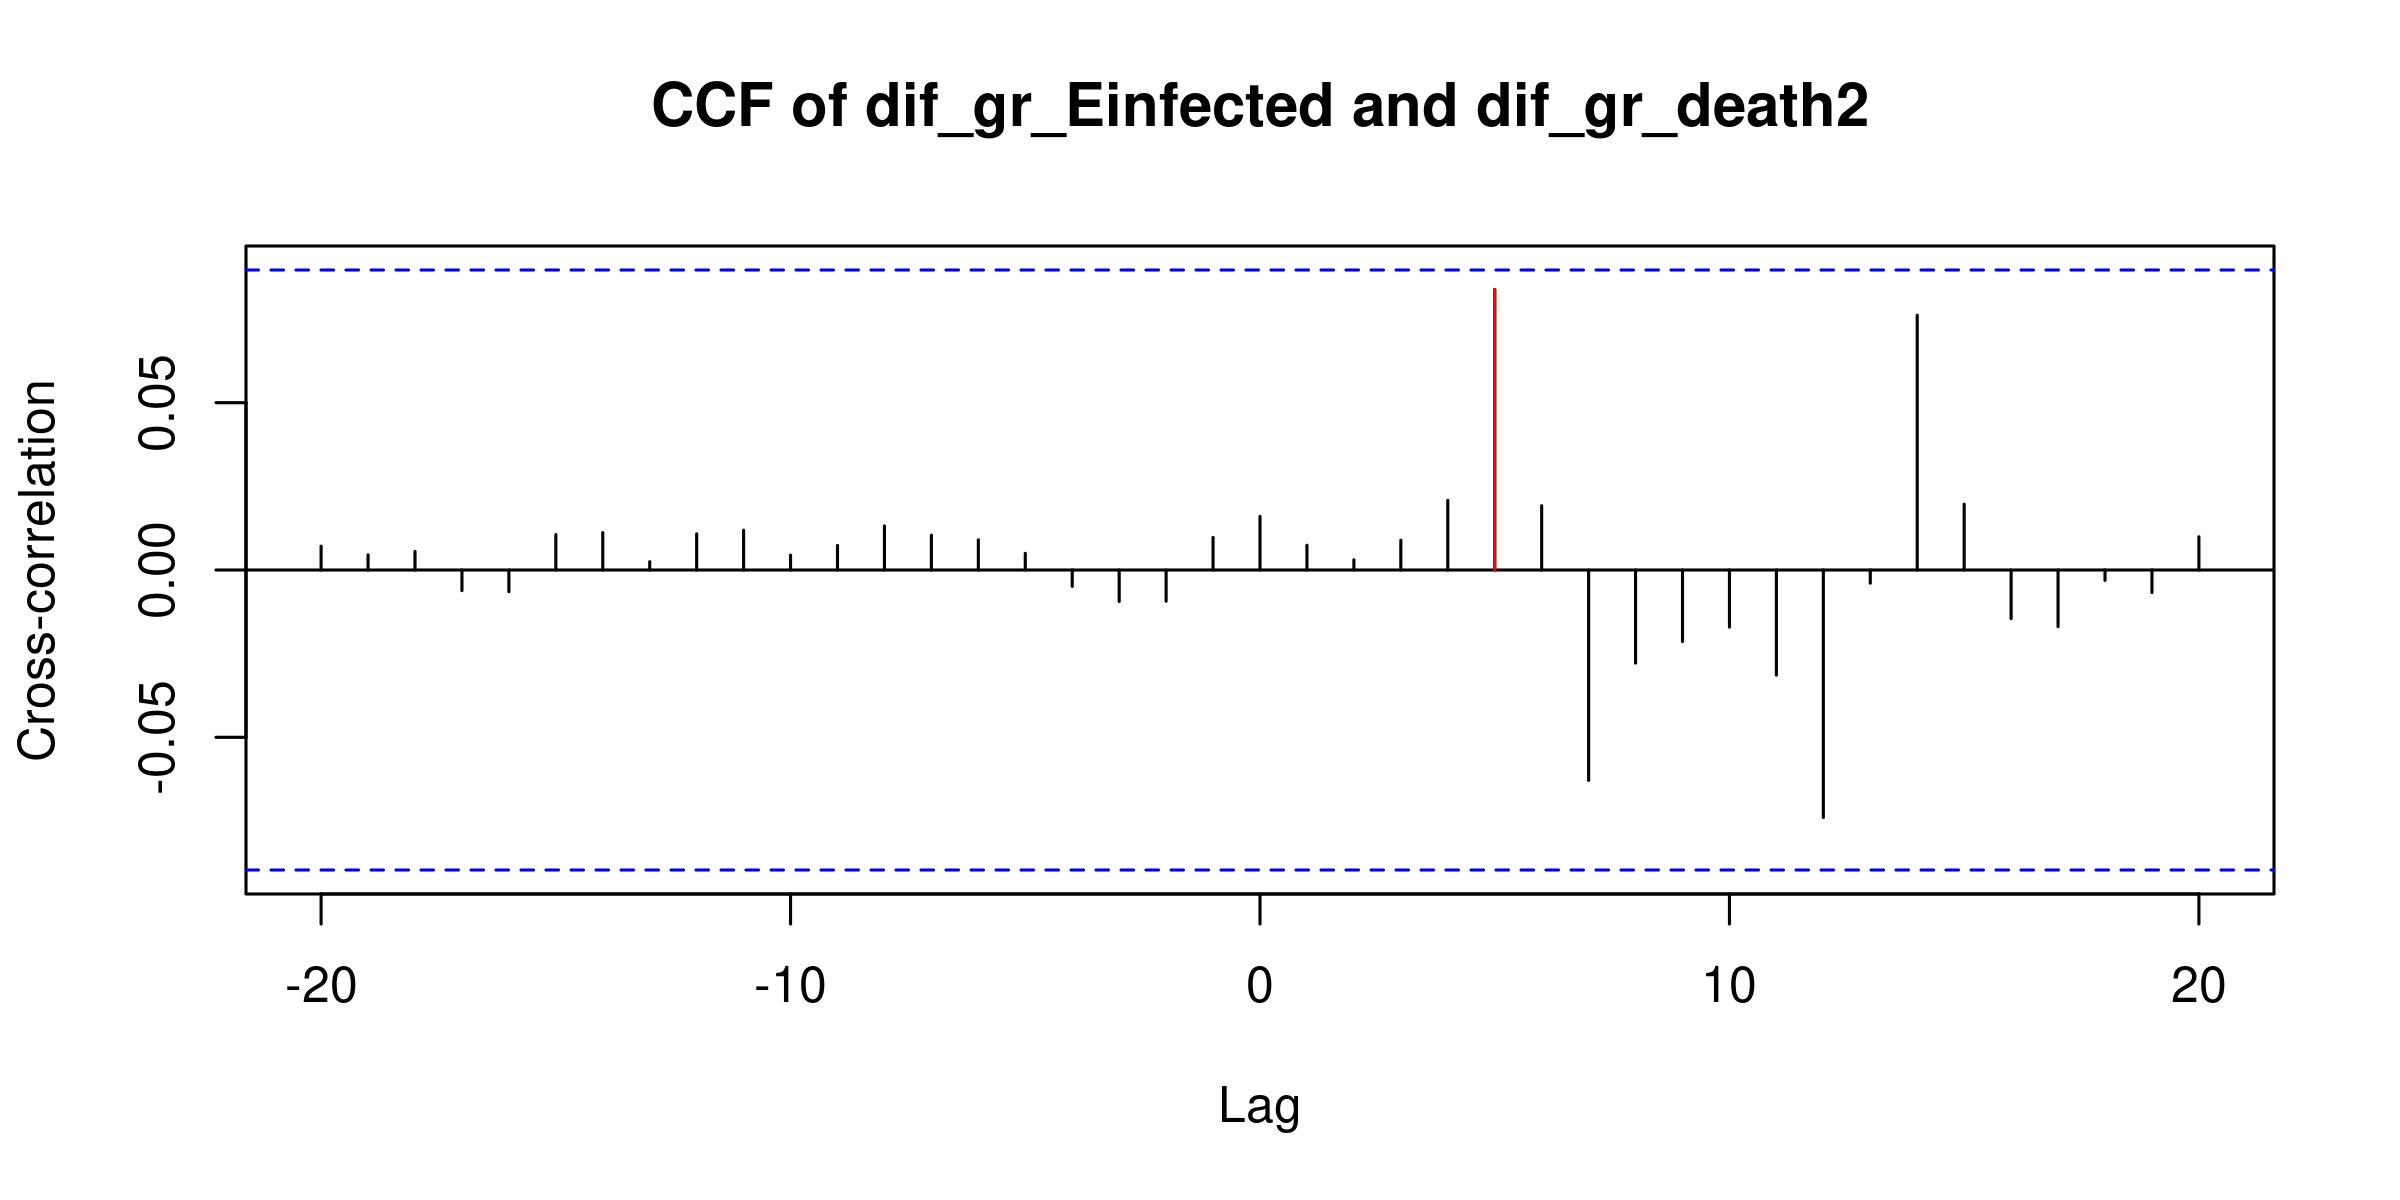 CCF of dif_gr_Einfected and dif_gr_death2
Cross-correlation
0.05
0.00
-0.05
-20 -10 0 10 20
Lag